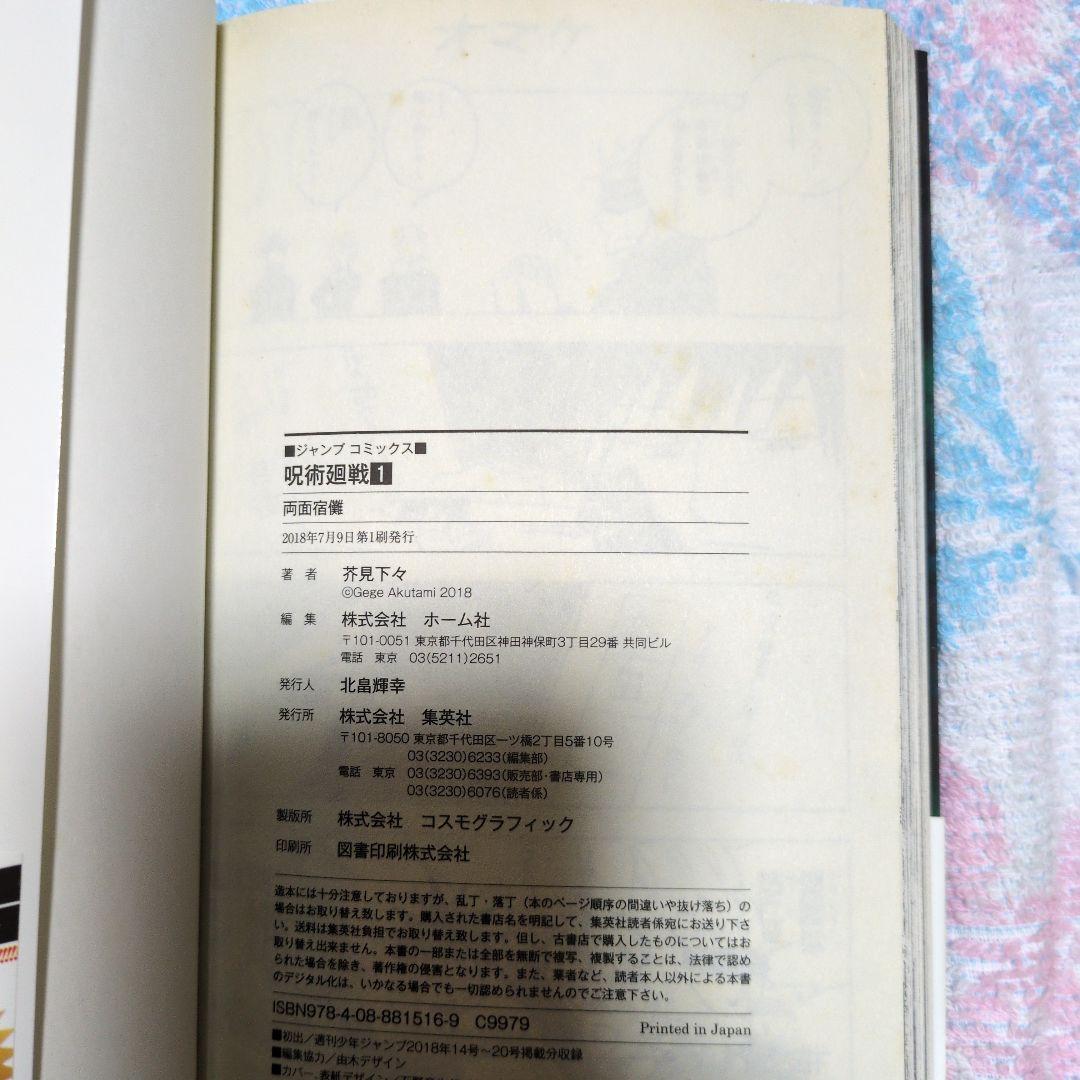 ■ジャンプ コミックス■
呪術廻戦1
両面宿儺
2018年7月9日第1刷発行
著 者 芥見下々
©Gege Akutami 2018
編 集 株式会社 ホーム社
〒101-0051 東京都千代田区神田神保町3丁目29番 共同ビル
電話 東京 03(5211)2651
発行人 北畠輝幸
発行所 株式会社 集英社
〒101-8050 東京都千代田区一ツ橋2丁目5番10号
03(3230)6233(編集部)
電話 東京 03(3230)6393(販売部・書店専用)
03(3230)6076(読者係)
製版所 株式会社 コスモグラフィック
印刷所 図書印刷株式会社
造本には十分注意しておりますが、乱丁・落丁(本のページ順序の間違いや抜け落ち)の
場合はお取り替え致します。購入された書店名を明記して、集英社読者係宛にお送り下さ
い。送料は集英社負担でお取り替え致します。但し、古書店で購入したものについてはお
取り替え出来ません。本書の一部または全部を無断で複写、複製することは、法律で認め
られた場合を除き、著作権の侵害となります。また、業者など、読者本人以外による本書
のデジタル化は、いかなる場合でも一切認められませんのでご注意下さい。
ISBN978-4-08-881516-9 C9979
Printed in Japan
■初出/週刊少年ジャンプ2018年14号〜20号掲載分収録
■編集協力/由木デザイン
■カバー、表紙デザイン/